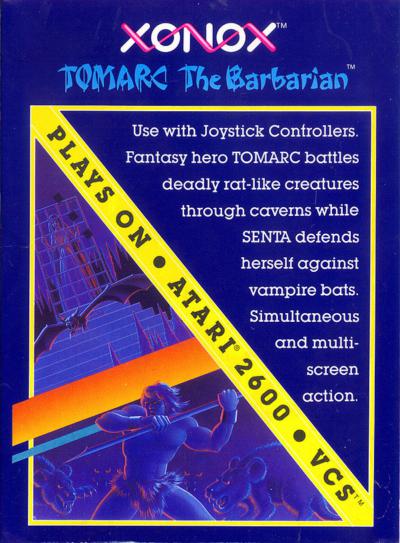 XONOX™
TOMARC The Barbarian™
Use with Joystick Controllers.
Fantasy hero TOMARC battles
deadly rat-like creatures
through caverns while
SENTA defends
herself against
vampire bats.
Simultaneous
and multi-
screen
action.
PLAYS ON • ATARI® 2600 • VCS™